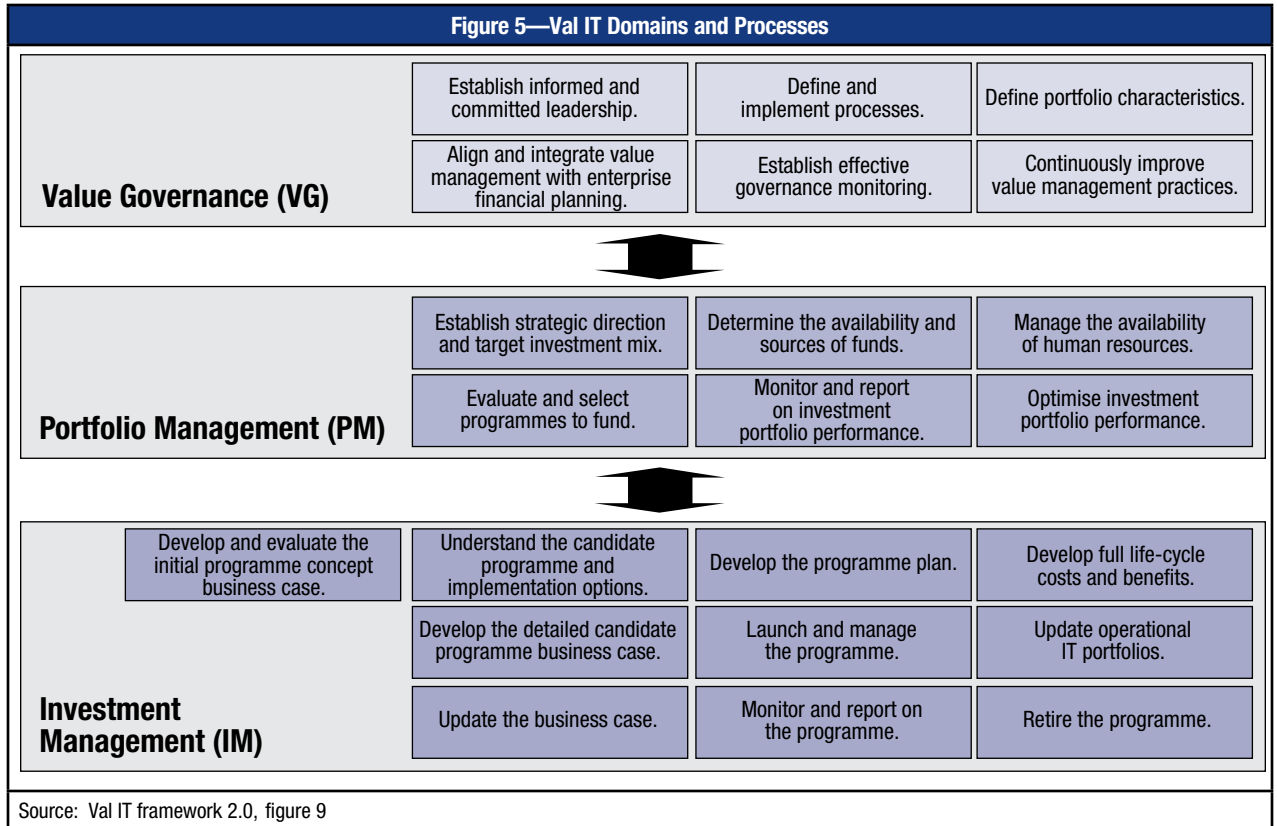 Figure 5—Val IT Domains and Processes
Establish informed and
committed leadership.
Define and
implement processes.
Define portfolio characteristics.
Value Governance (VG)
Align and integrate value
management with enterprise
financial planning.
Establish effective
governance monitoring.
Continuously improve
value management practices.
Establish strategic direction
and target investment mix.
Determine the availability and
sources of funds.
Manage the availability
of human resources.
Portfolio Management (PM)
Evaluate and select
programmes to fund.
Monitor and report
on investment
portfolio performance.
Optimise investment
portfolio performance.
Develop and evaluate the
initial programme concept
business case.
Understand the candidate
programme and
implementation options.
Develop the programme plan.
Develop full life-cycle
costs and benefits.
Develop the detailed candidate
programme business case.
Launch and manage
the programme.
Update operational
IT portfolios.
Investment
Management (IM)
Update the business case.
Monitor and report on
the programme.
Retire the programme.
Source: Val IT framework 2.0, figure 9